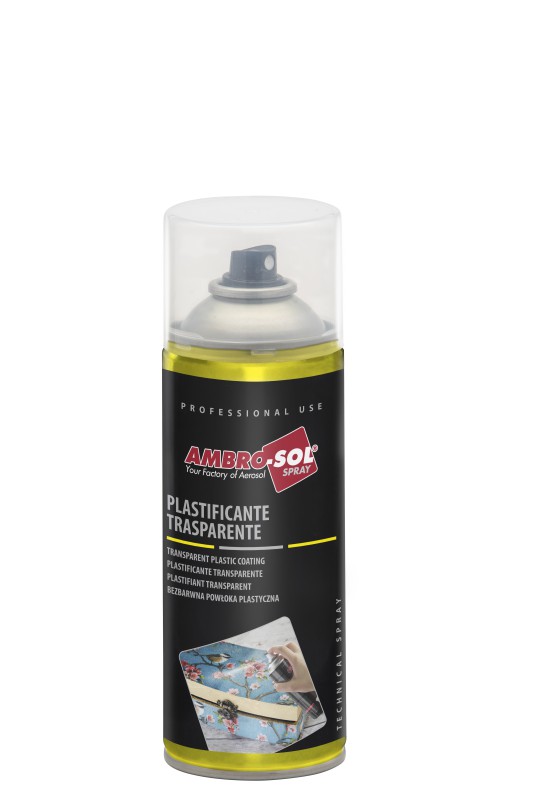 PROFESSIONAL USE
AMBRO-SOL®
SPRAY
Your Factory of Aerosol
PLASTIFICANTE
TRASPARENTE
TRANSPARENT PLASTIC COATING
PLASTIFICANTE TRANSPARENTE
PLASTIFIANT TRANSPARENT
BEZBARWNA POWŁOKA PLASTYCZNA
TECHNICAL SPRAY